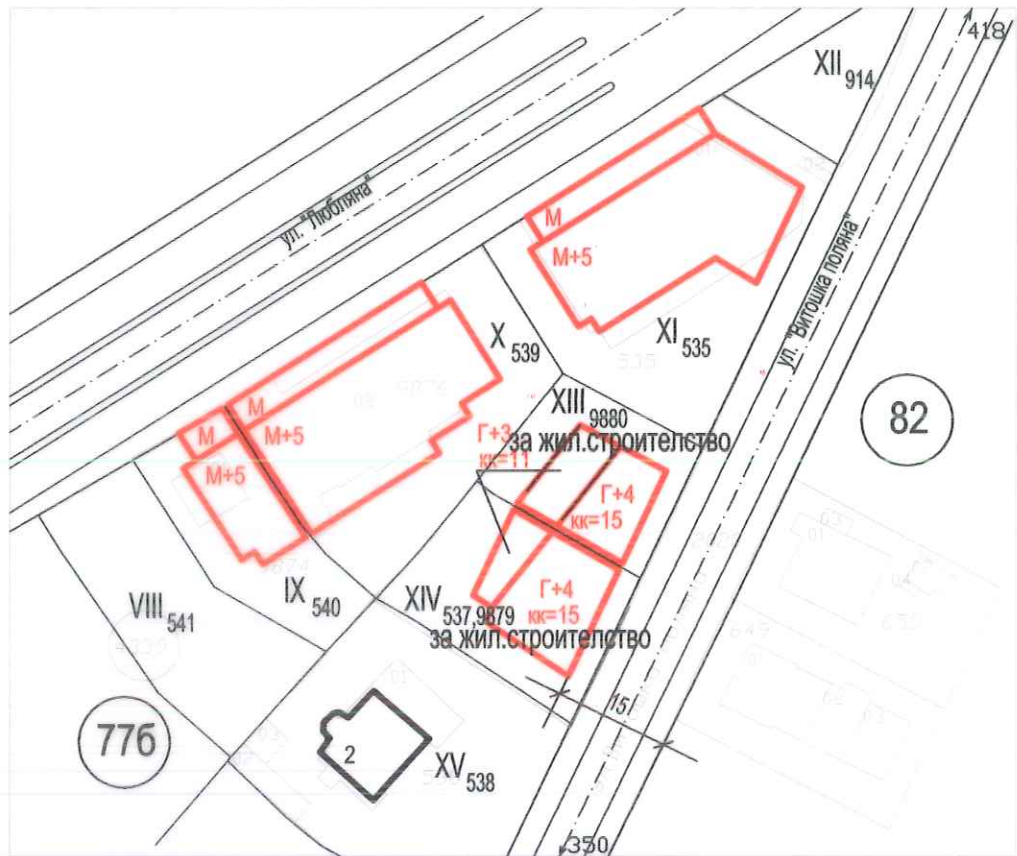 418
XII 914
ул. "Любляна"
М
М+5
ул. "Витошка поляна"
X 539
XI 535
535
82
XIII 9880
за жил.строителство
Г+3
кк=11
М
М+5
М
М+5
Г+4
кк=15
Г+4
кк=15
VIII 541
IX 540
XIV 537,9879
за жил.строителство
15
77б
2
XV 538
350